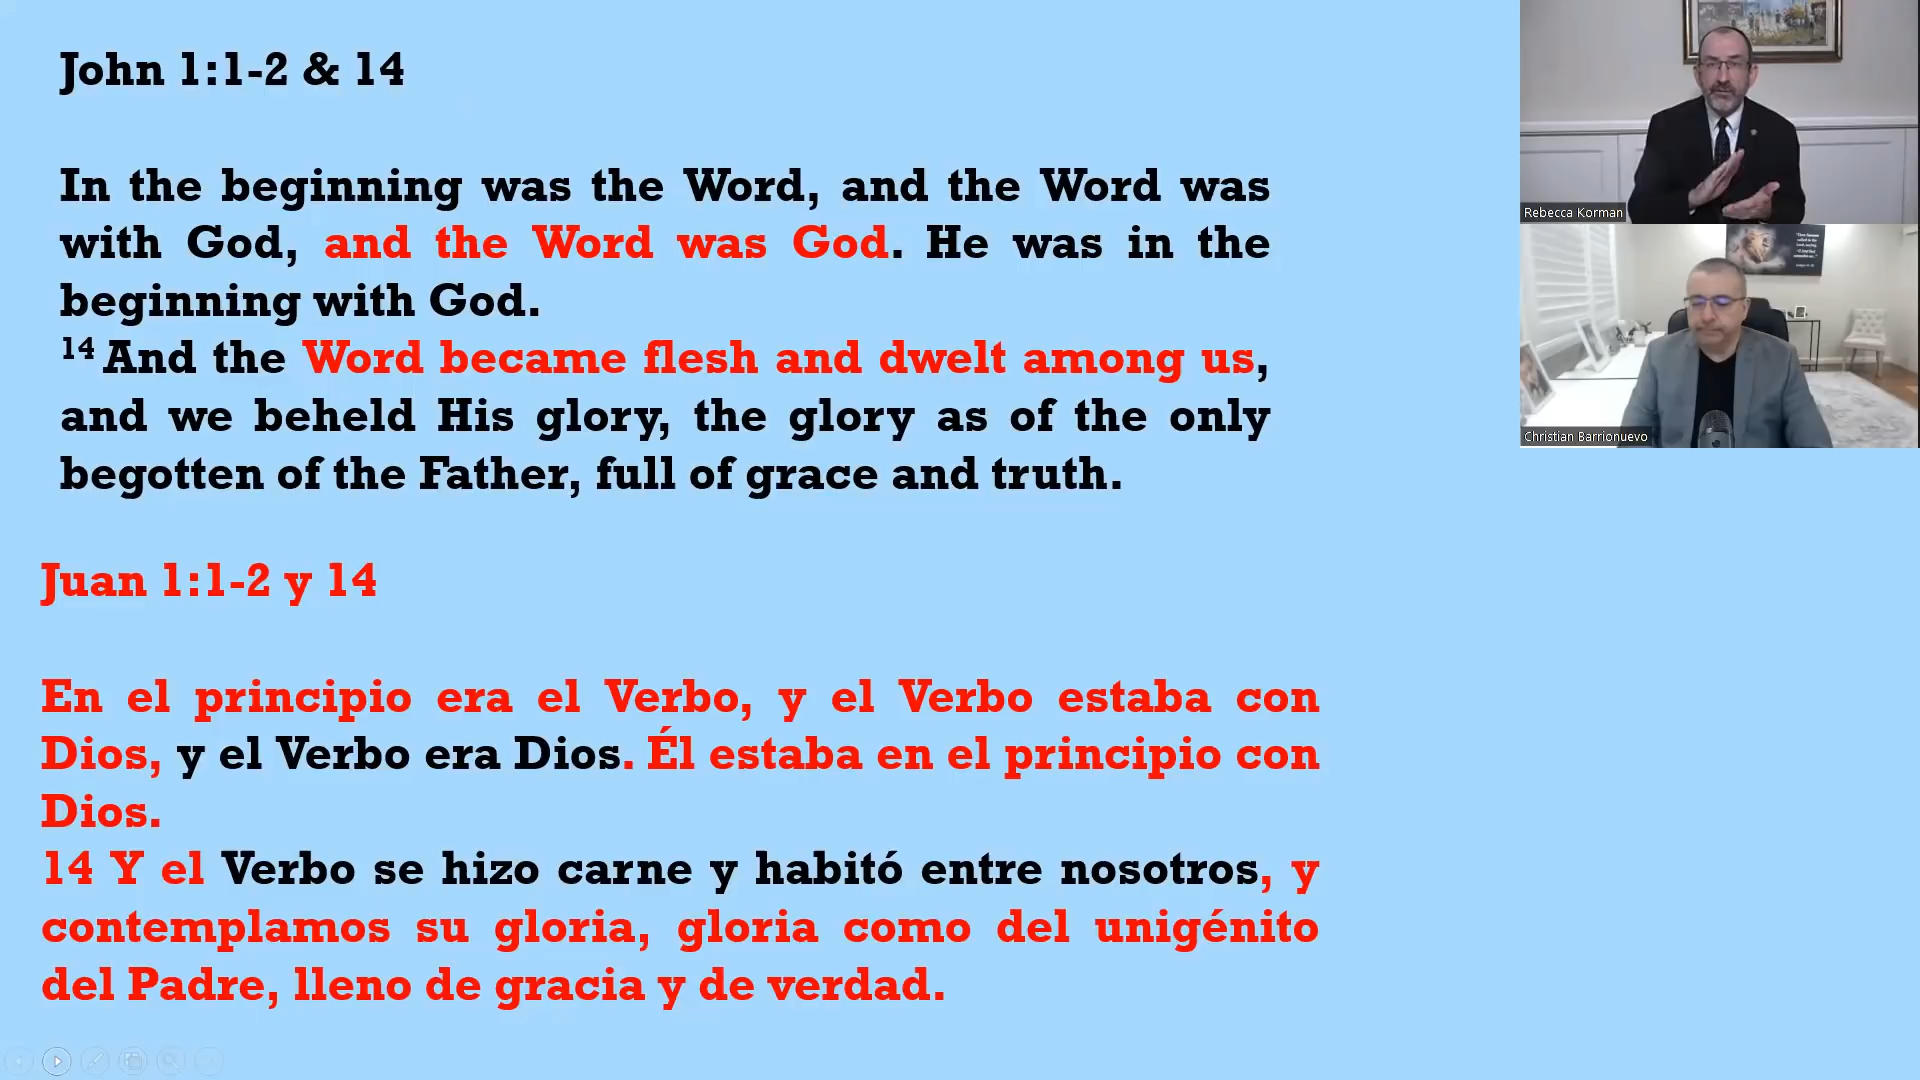 John 1:1-2 & 14
In the beginning was the Word, and the Word was
with God, and the Word was God. He was in the
beginning with God.
14 And the Word became flesh and dwelt among us,
and we beheld His glory, the glory as of the only
begotten of the Father, full of grace and truth.
Juan 1:1-2 y 14
En el principio era el Verbo, y el Verbo estaba con
Dios, y el Verbo era Dios. Él estaba en el principio con
Dios.
14 Y el Verbo se hizo carne y habitó entre nosotros, y
contemplamos su gloria, gloria como del unigénito
del Padre, lleno de gracia y de verdad.
Rebecca Korman
Christian Barrionuevo